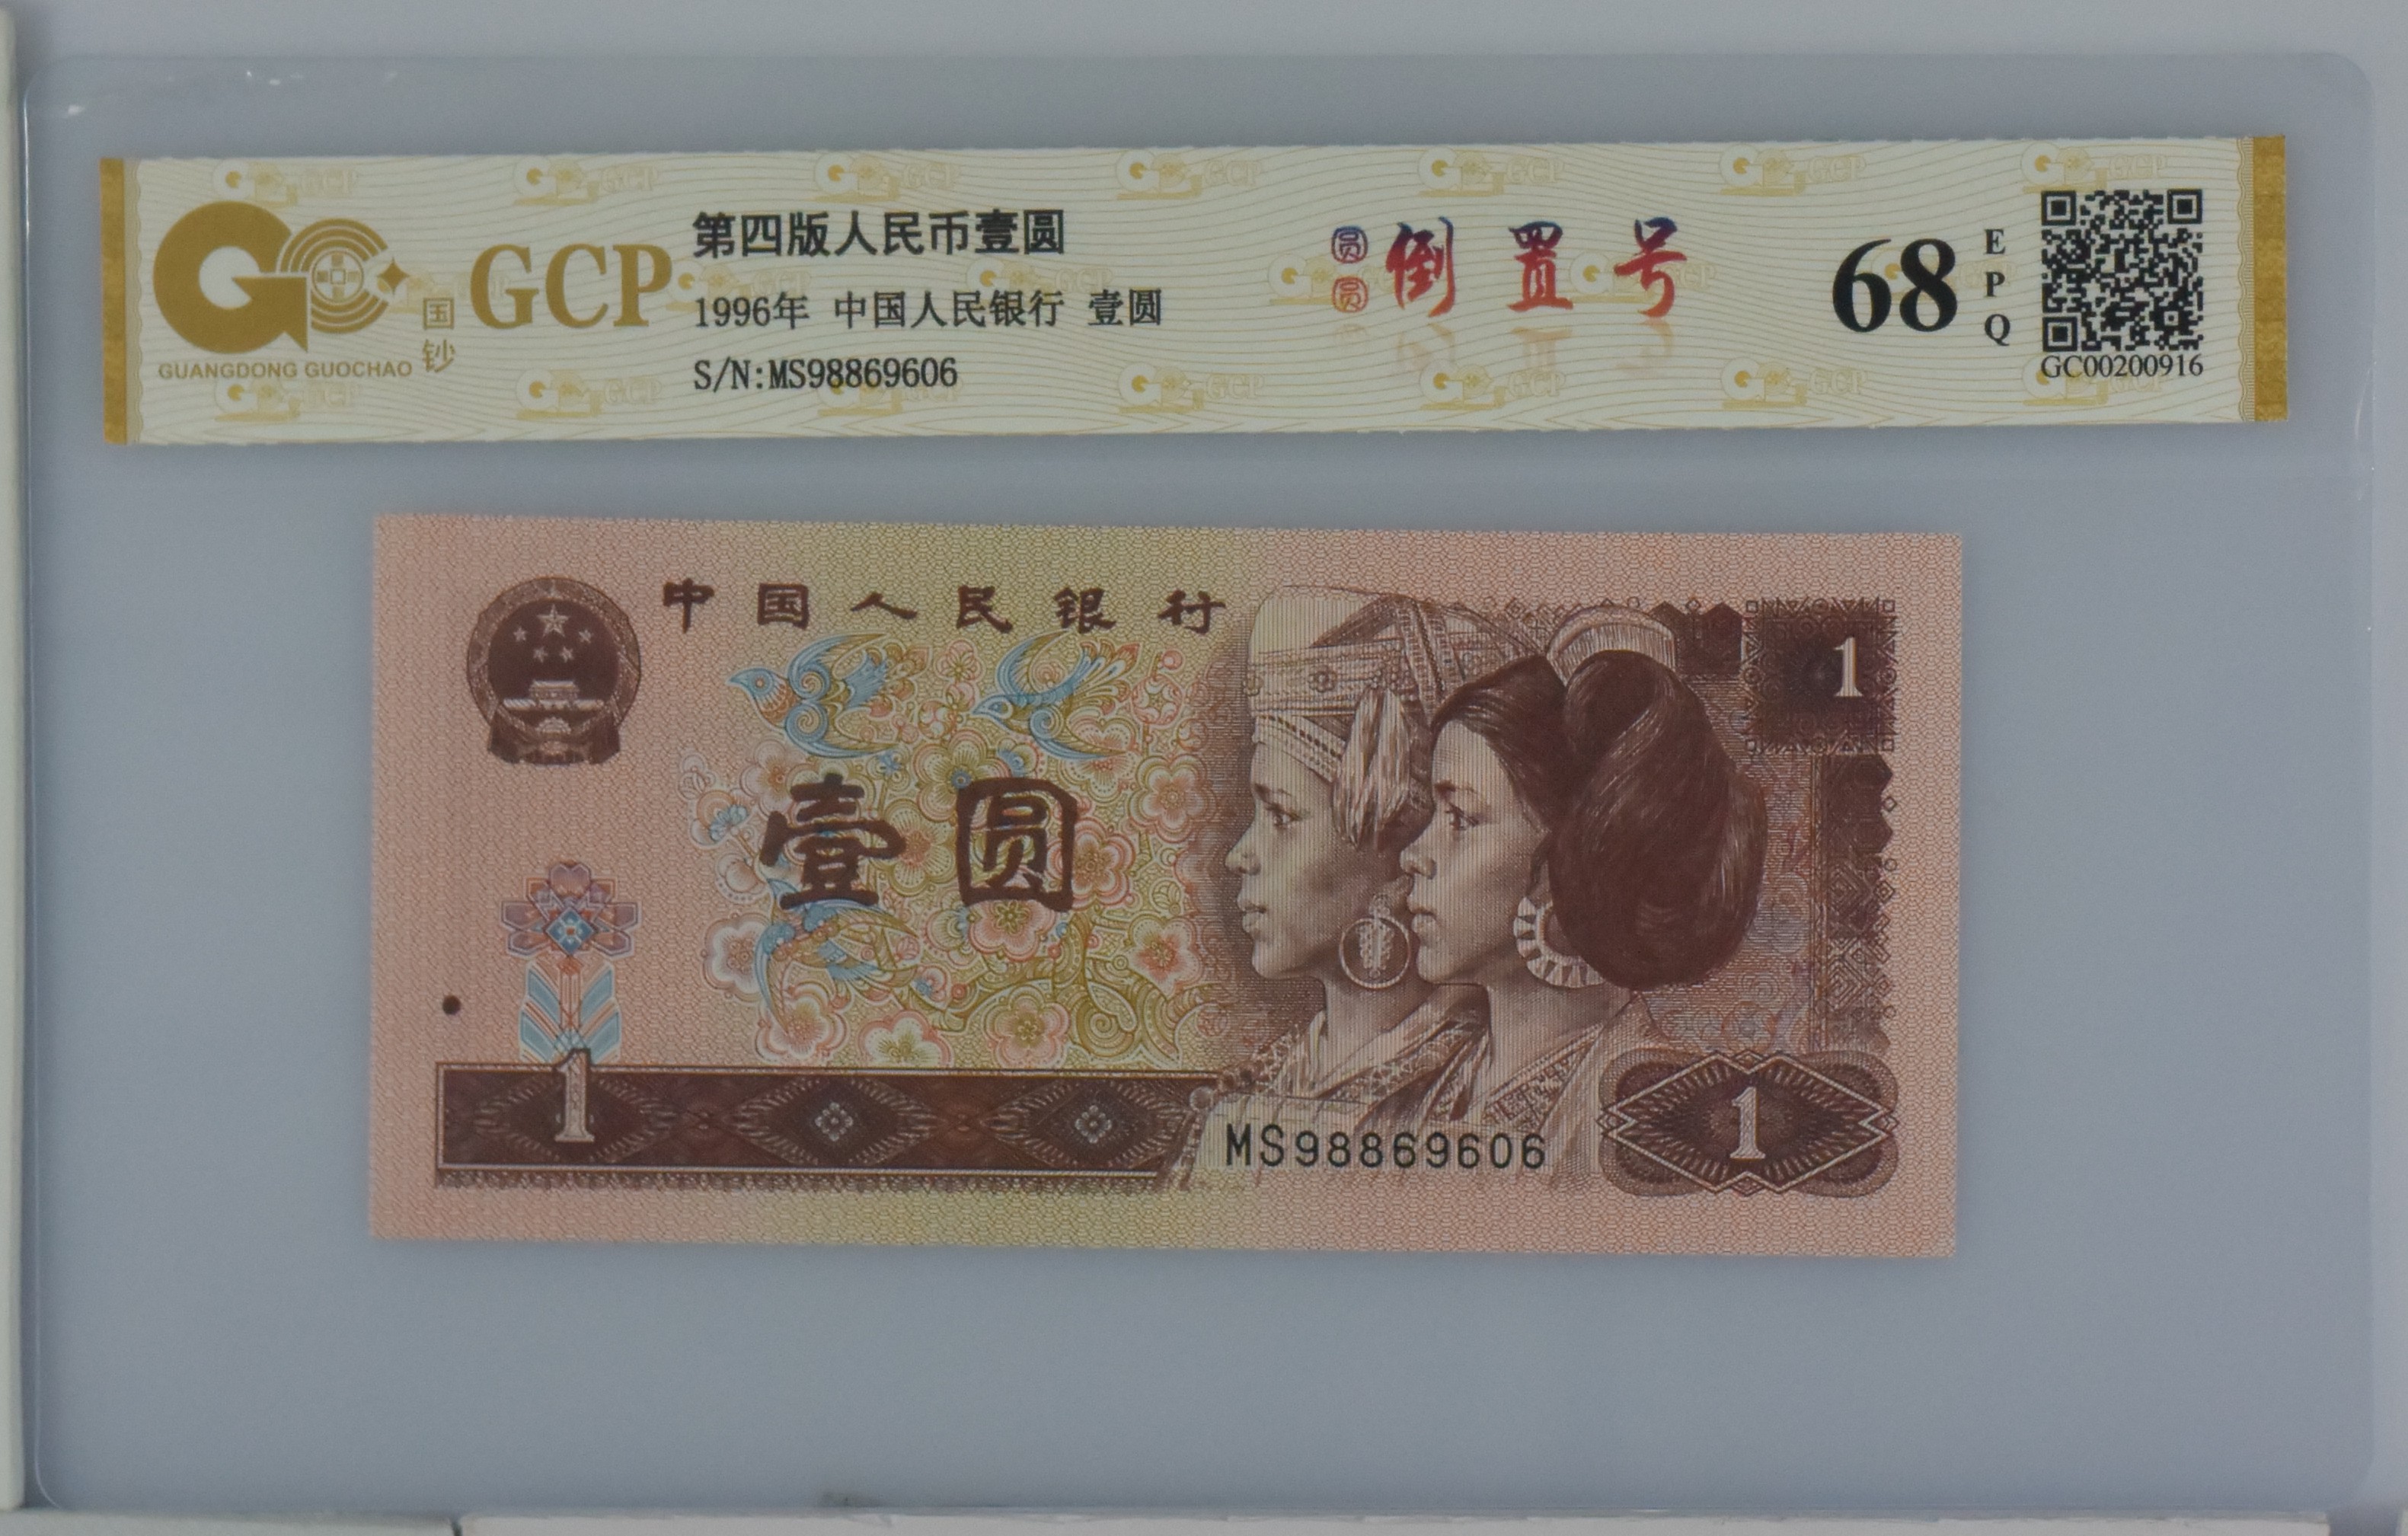 GUANGDONG GUOCHAO
国钞
GCP
第四版人民币壹圆
1996年 中国人民银行 壹圆
S/N:MS98869606
圆圆
倒置号
68
EPQ
GC00200916
中国人民银行
1
壹圆
1
MS98869606
1